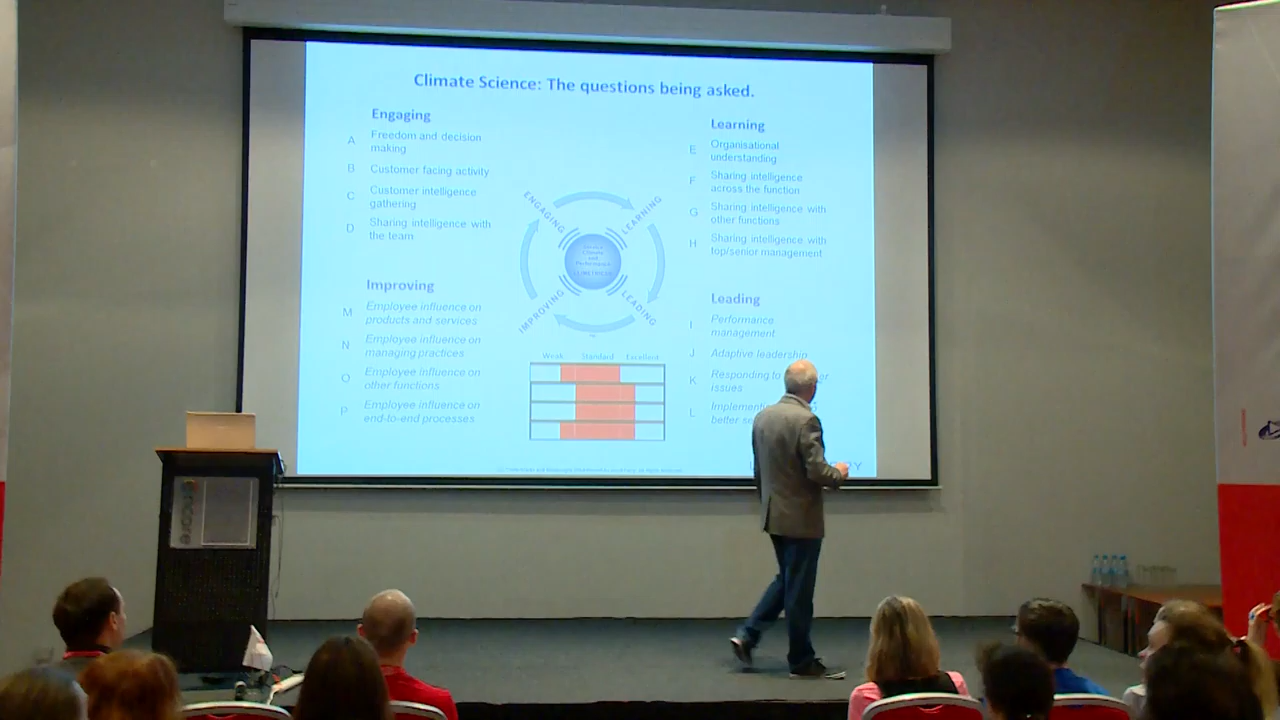 Climate Science: The questions being asked.
Engaging
A Freedom and decision
making
B Customer facing activity
C Customer intelligence
gathering
D Sharing intelligence with
the team
Learning
E Organisational
understanding
F Sharing intelligence
across the function
G Sharing intelligence with
other functions
H Sharing intelligence with
top/senior management
ENGAGING
LEARNING
Climate
and
Performance
IMPROVING
LEADING
Improving
M Employee influence on
products and services
N Employee influence on
managing practices
O Employee influence on
other functions
P Employee influence on
end-to-end processes
Leading
I Performance
management
J Adaptive leadership
K Responding to
issues
L
better
Weak Standard Excellent